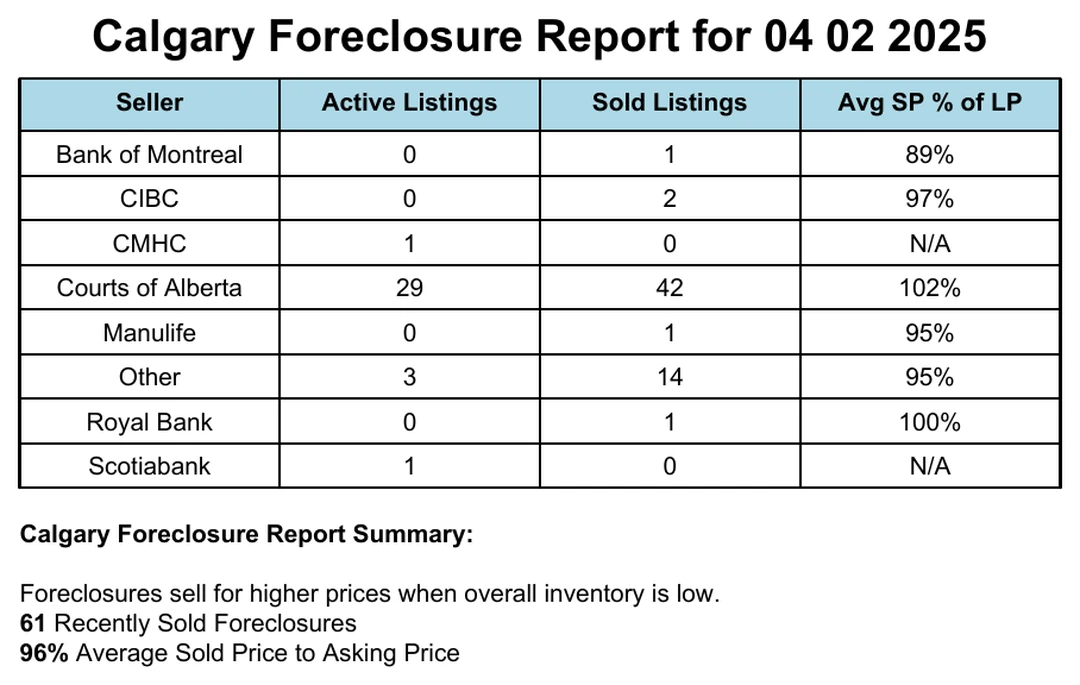 Calgary Foreclosure Report for 04 02 2025
Seller Active Listings Sold Listings Avg SP % of LP
Bank of Montreal 0 1 89%
CIBC 0 2 97%
CMHC 1 0 N/A
Courts of Alberta 29 42 102%
Manulife 0 1 95%
Other 3 14 95%
Royal Bank 0 1 100%
Scotiabank 1 0 N/A
Calgary Foreclosure Report Summary:
Foreclosures sell for higher prices when overall inventory is low.
61 Recently Sold Foreclosures
96% Average Sold Price to Asking Price